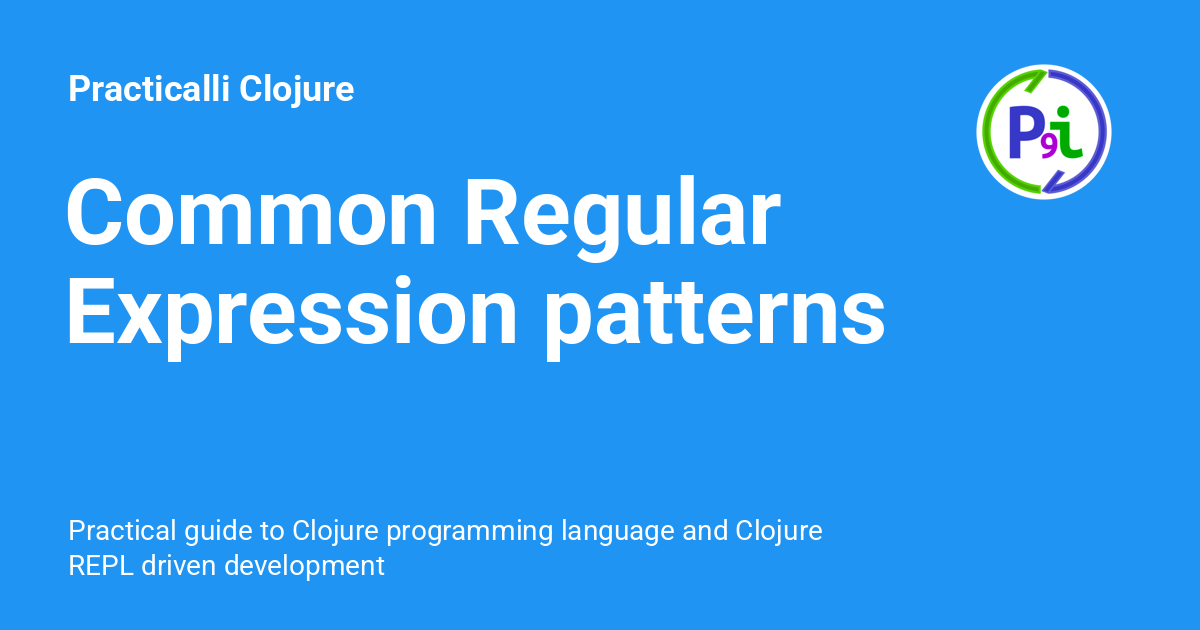 Practicalli Clojure
P9i
Common Regular
Expression patterns
Practical guide to Clojure programming language and Clojure
REPL driven development